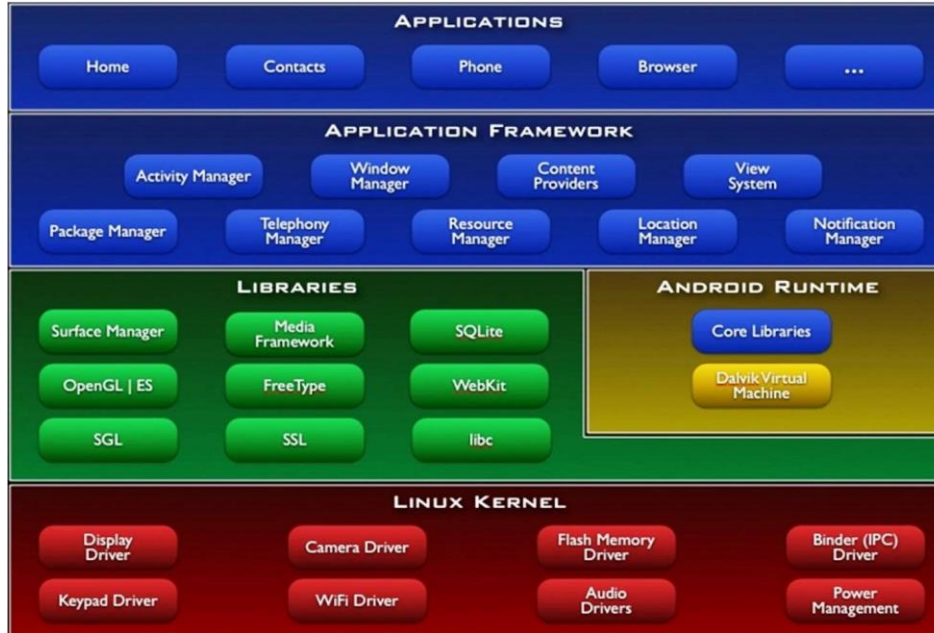 APPLICATIONS
Home
Contacts
Phone
Browser
...
APPLICATION FRAMEWORK
Activity Manager
Window
Manager
Content
Providers
View
System
Package Manager
Telephony
Manager
Resource
Manager
Location
Manager
Notification
Manager
LIBRARIES
Surface Manager
Media
Framework
SQLite
OpenGL | ES
FreeType
WebKit
SGL
SSL
libc
ANDROID RUNTIME
Core Libraries
Dalvik Virtual
Machine
LINUX KERNEL
Display
Driver
Camera Driver
Flash Memory
Driver
Binder (IPC)
Driver
Keypad Driver
WiFi Driver
Audio
Drivers
Power
Management